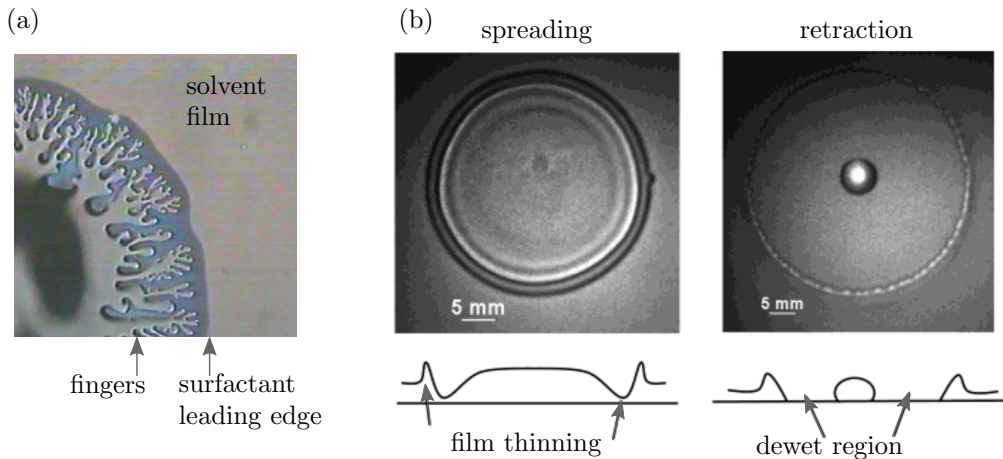 (a)
solvent
film
fingers
surfactant
leading edge
(b)
spreading
retraction
5 mm
5 mm
film thinning
dewet region